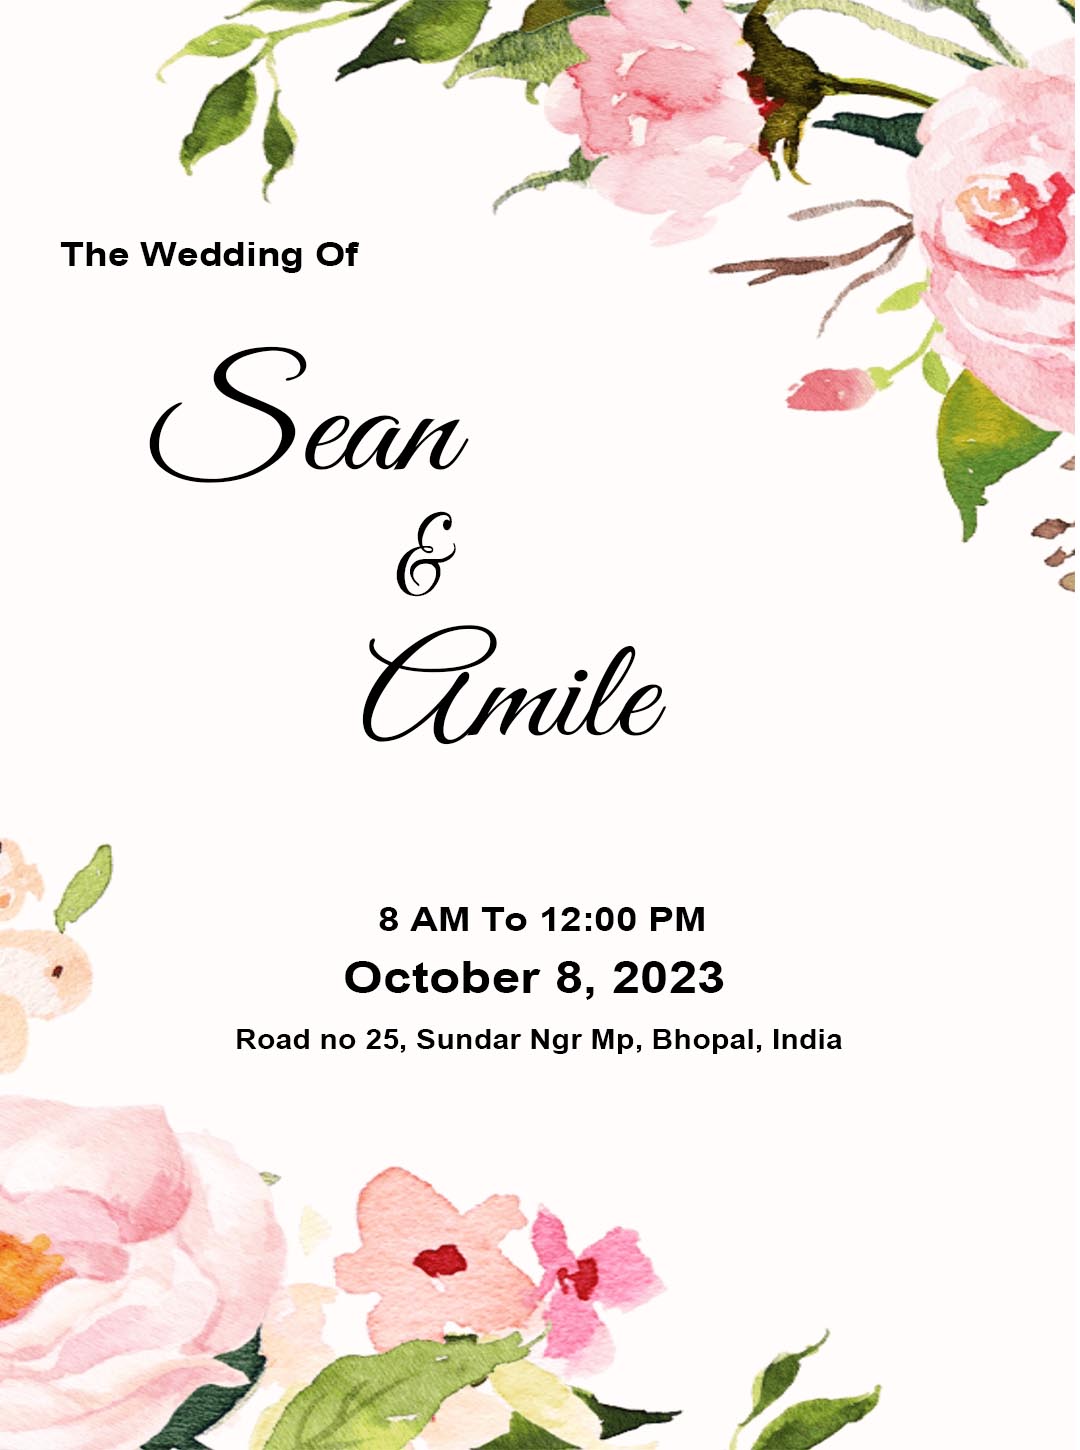 The Wedding Of
Sean
&
Amile
8 AM To 12:00 PM
October 8, 2023
Road no 25, Sundar Ngr Mp, Bhopal, India